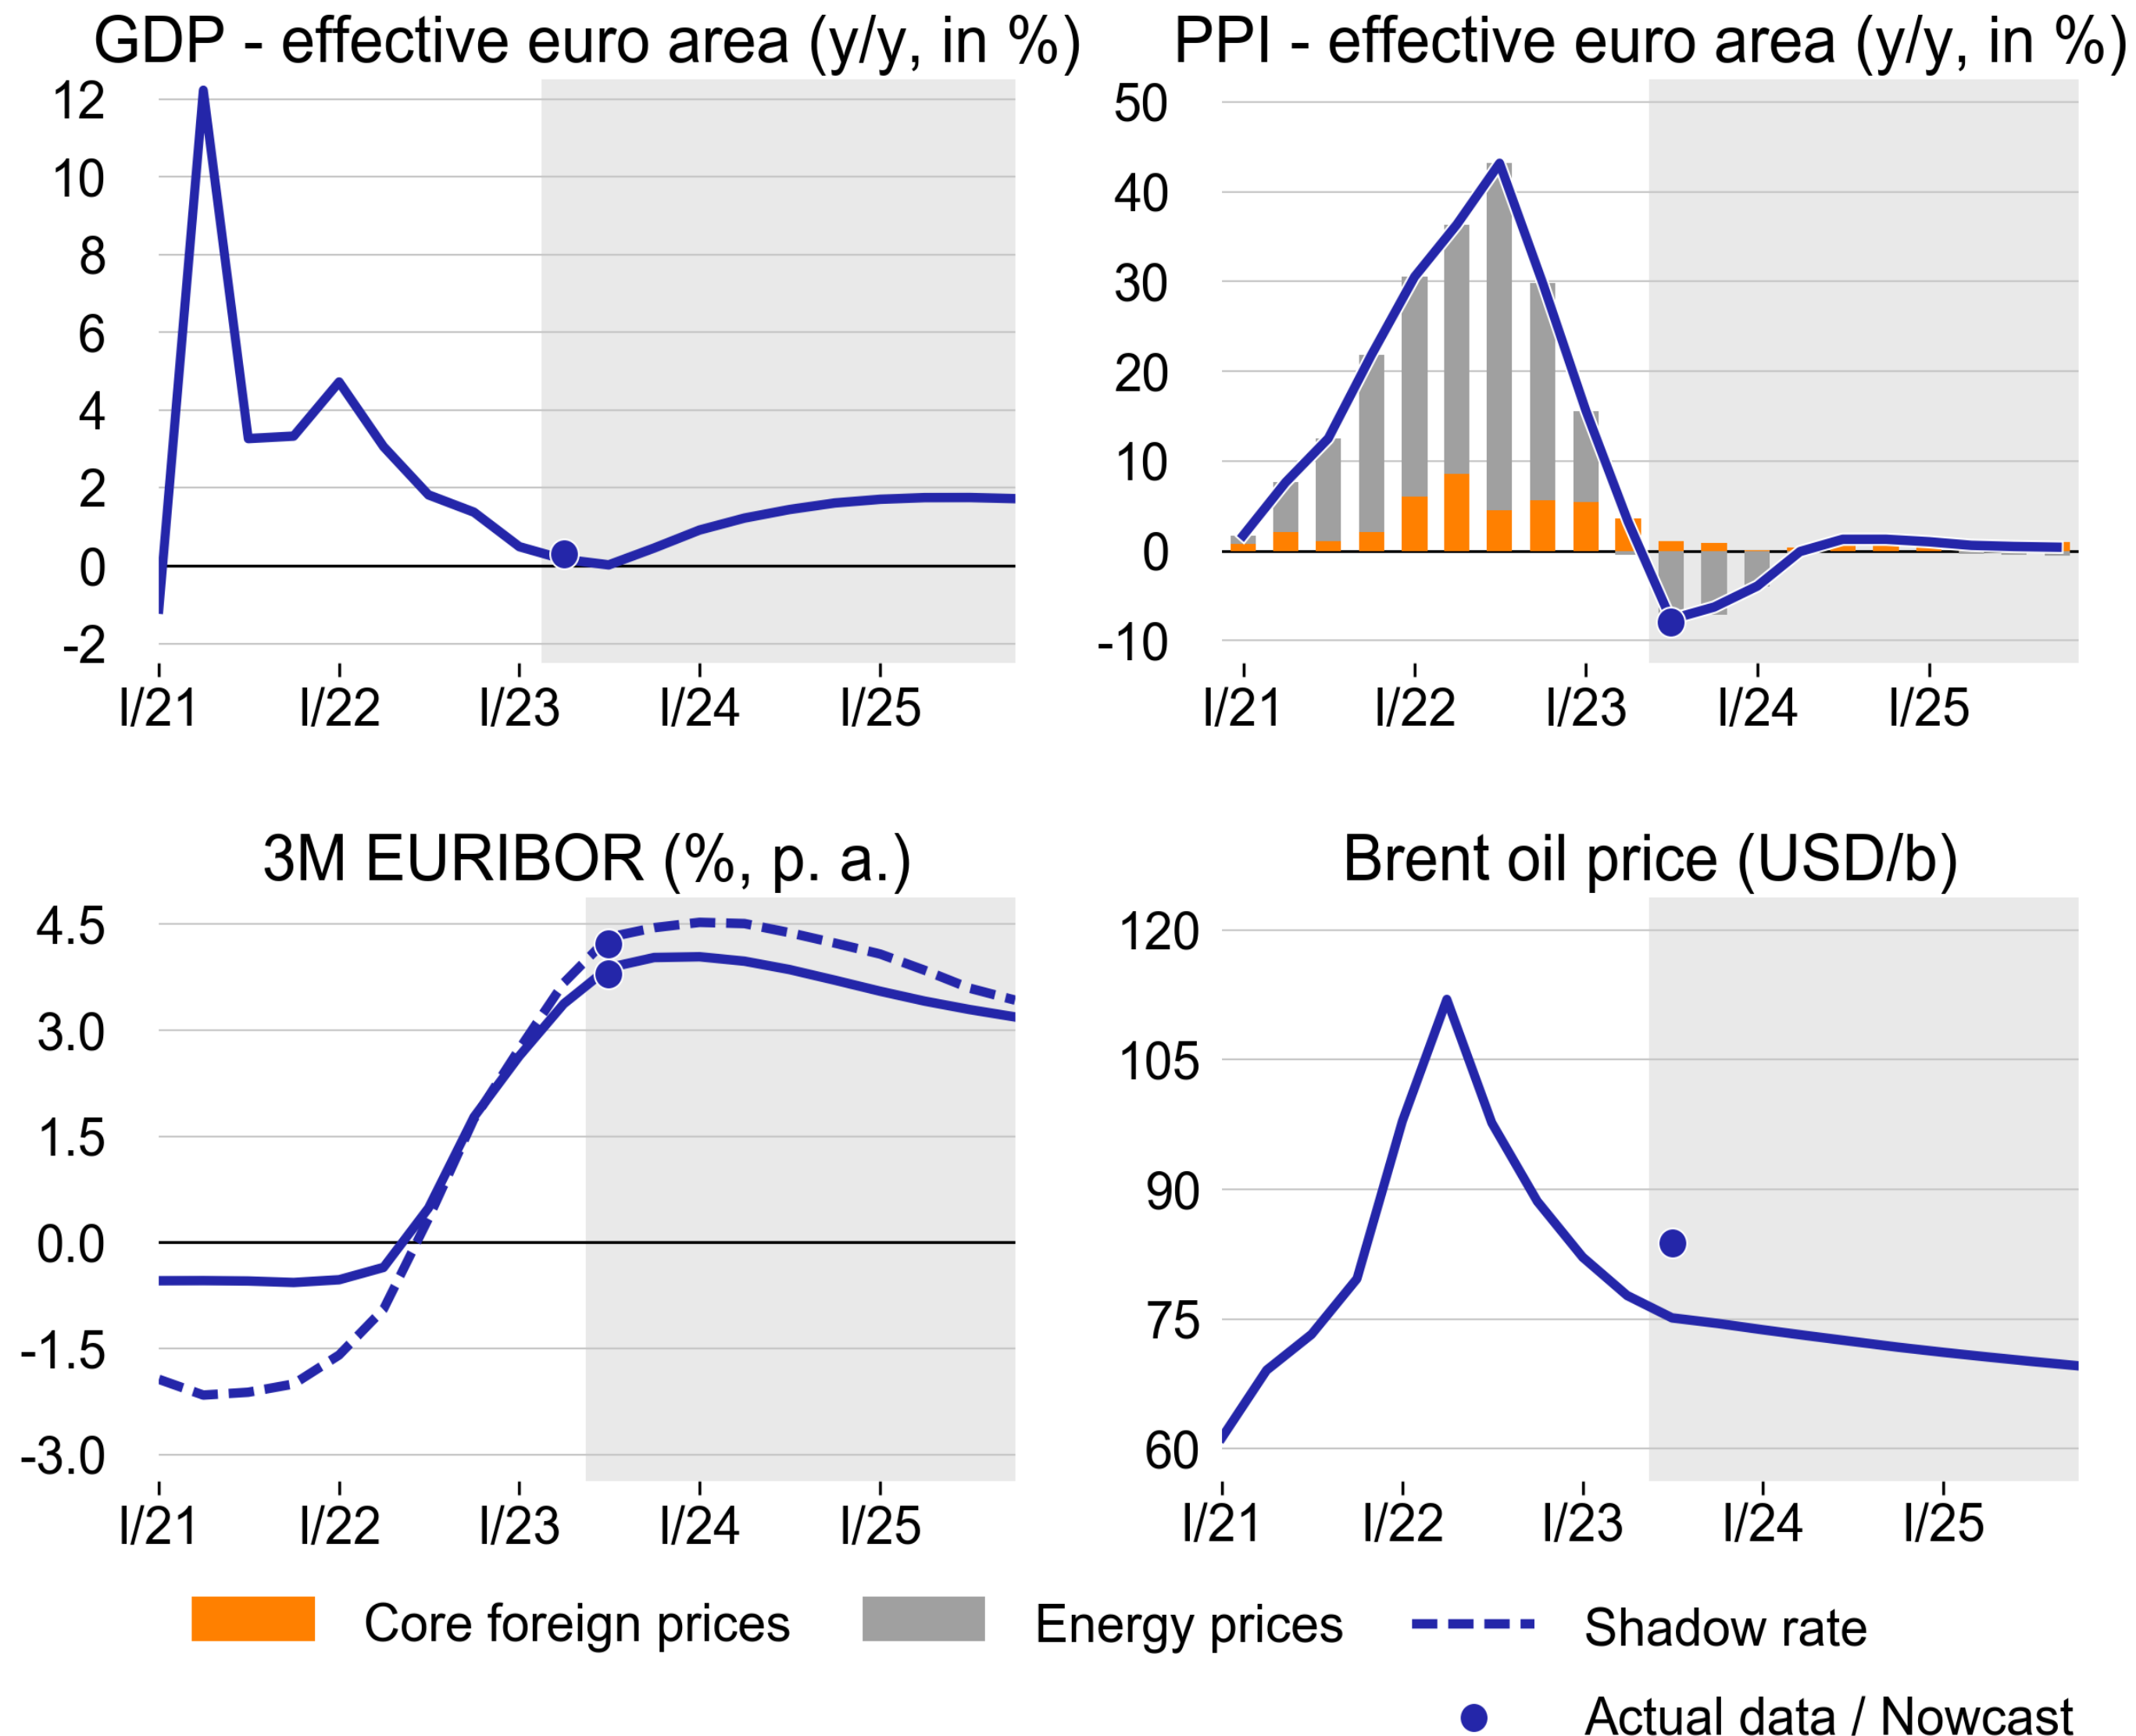 GDP - effective euro area (y/y, in %)
12
10
8
6
4
2
0
-2
I/21 I/22 I/23 I/24 I/25
PPI - effective euro area (y/y, in %)
50
40
30
20
10
0
-10
I/21 I/22 I/23 I/24 I/25
3M EURIBOR (%, p. a.)
4.5
3.0
1.5
0.0
-1.5
-3.0
I/21 I/22 I/23 I/24 I/25
Brent oil price (USD/b)
120
105
90
75
60
I/21 I/22 I/23 I/24 I/25
Core foreign prices Energy prices Shadow rate
Actual data / Nowcast